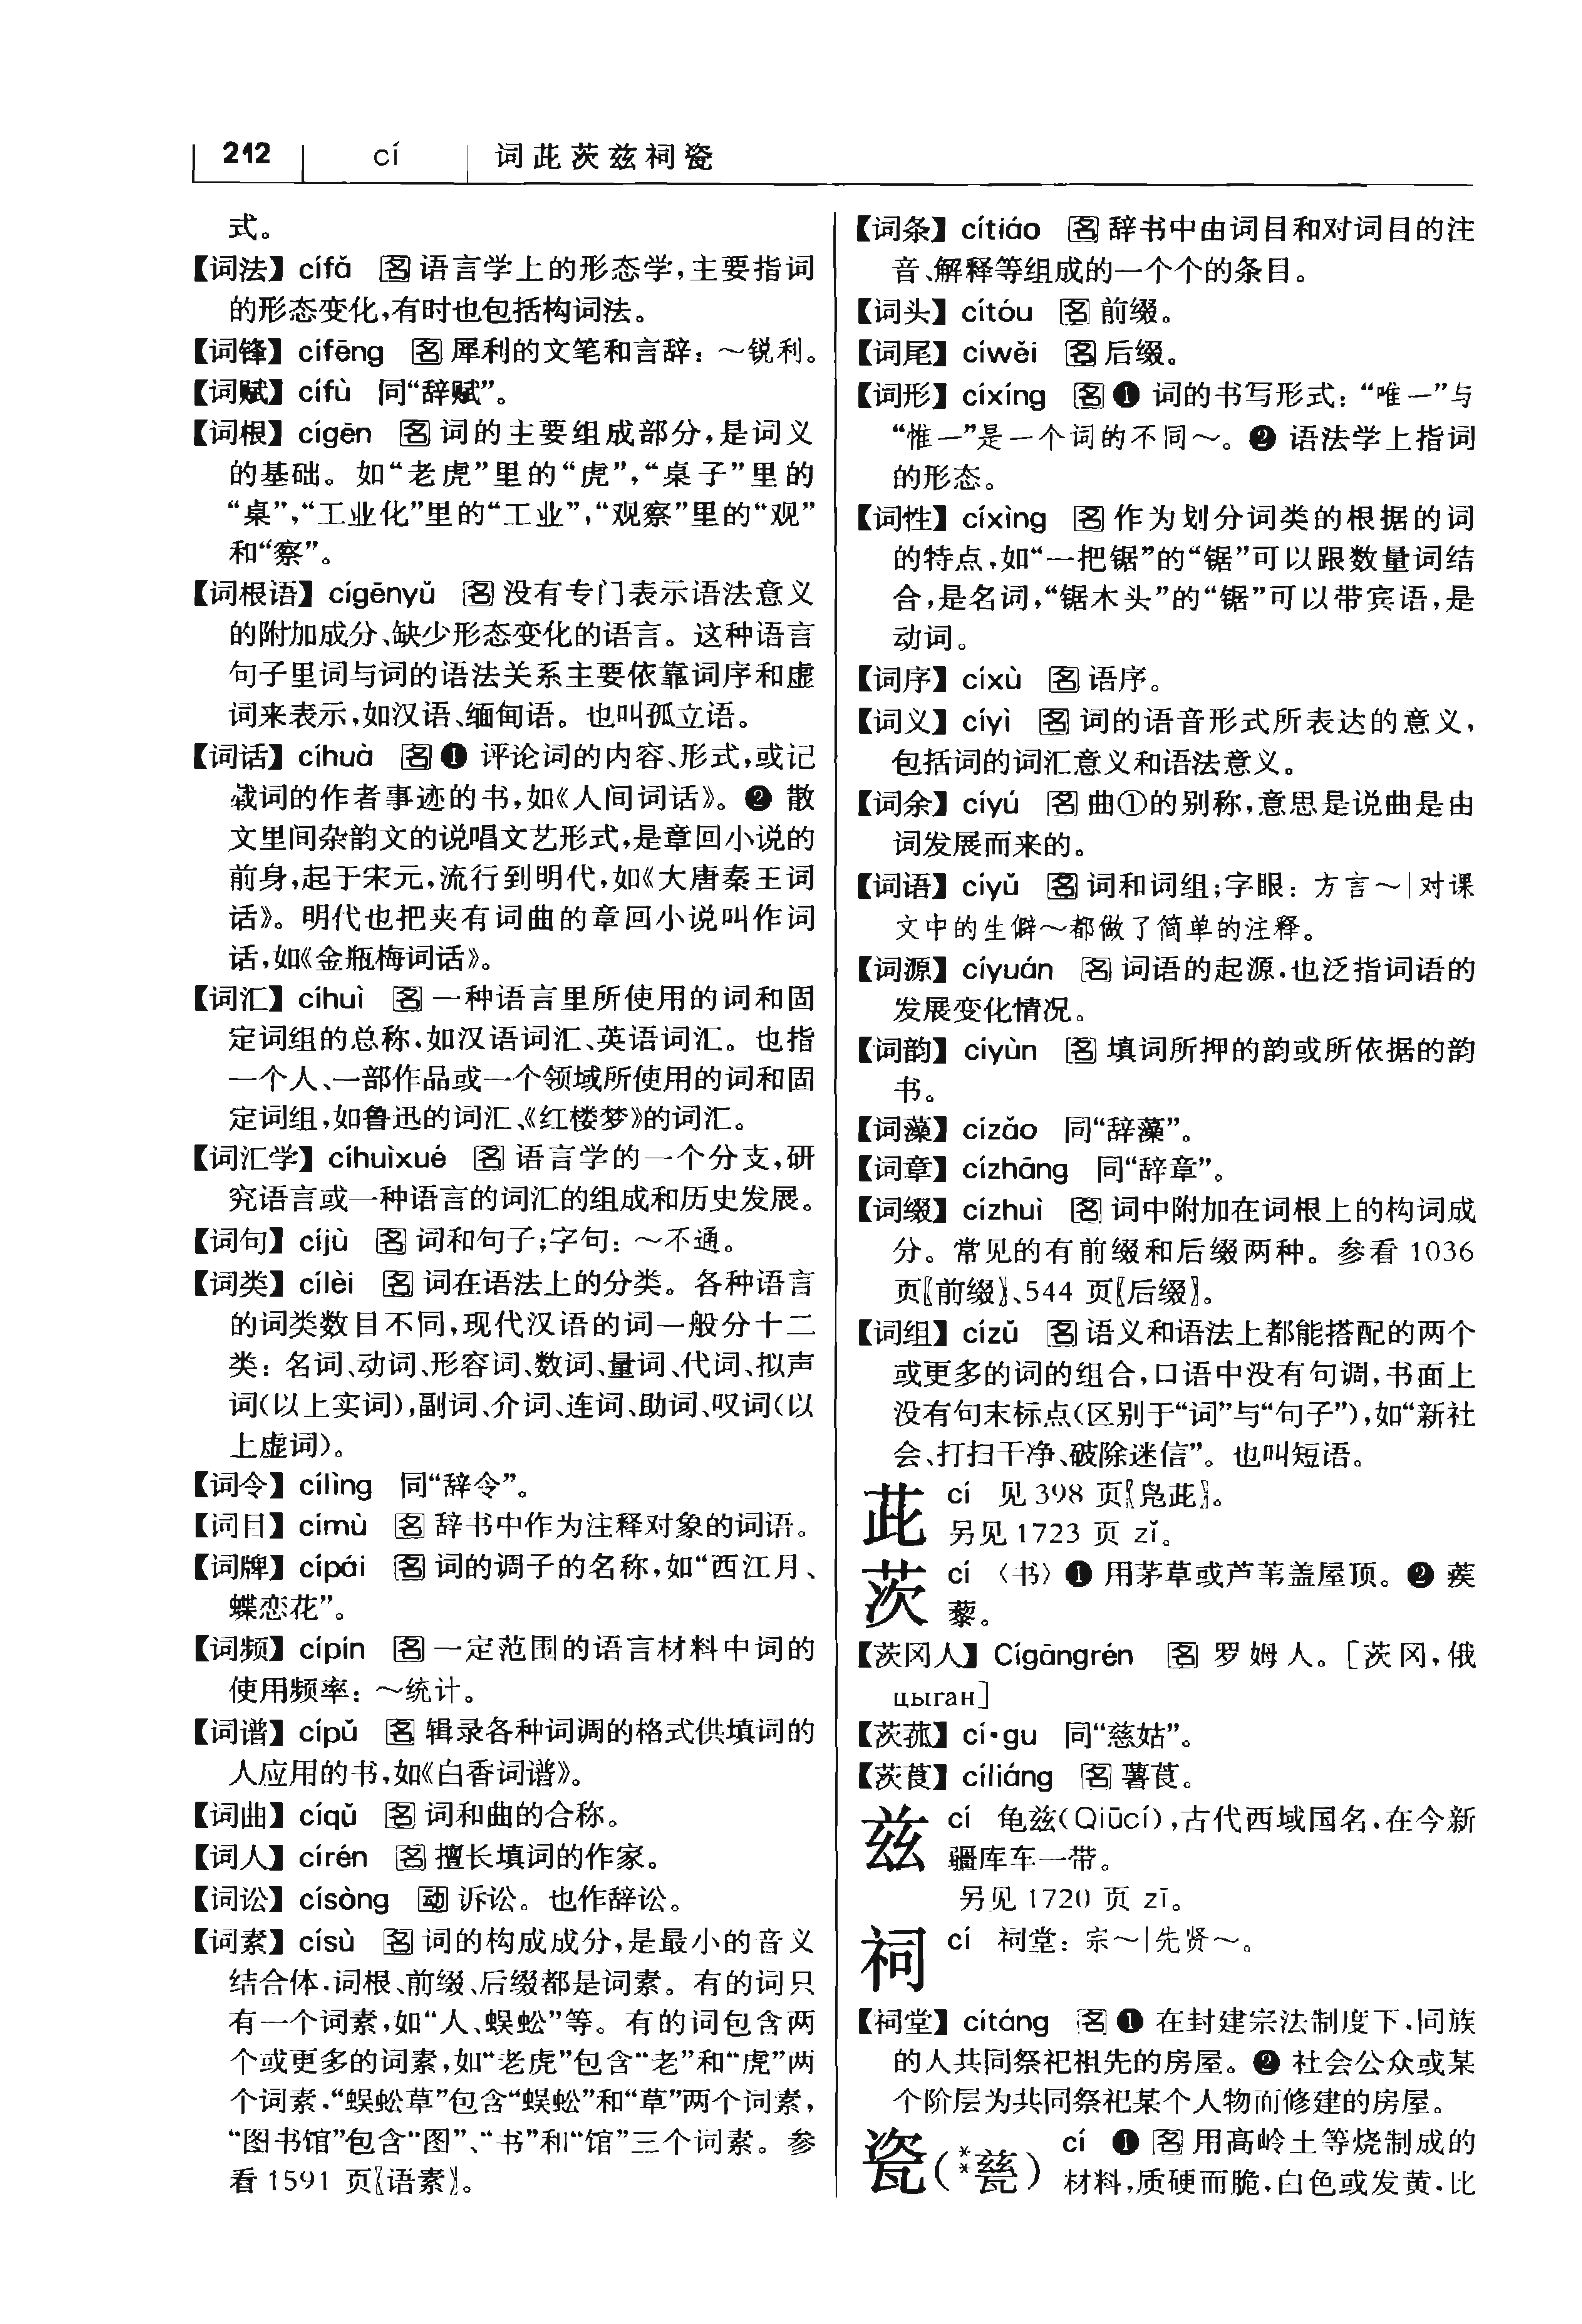 212 cí 词茈茨兹祠瓷
式。
【词法】cífǎ 名 语言学上的形态学,主要指词
的形态变化,有时也包括构词法。
【词锋】cífēng 名 犀利的文笔和言辞:～锐利。
【词赋】cífù 同“辞赋”。
【词根】cígēn 名 词的主要组成部分,是词义
的基础。如“老虎”里的“虎”,“桌子”里的
“桌”,“工业化”里的“工业”,“观察”里的“观”
和“察”。
【词根语】cígēnyǔ 名 没有专门表示语法意义
的附加成分、缺少形态变化的语言。这种语言
句子里词与词的语法关系主要依靠词序和虚
词来表示,如汉语、缅甸语。也叫孤立语。
【词话】cíhuà 名 ❶ 评论词的内容、形式,或记
载词的作者事迹的书,如《人间词话》。❷ 散
文里间杂韵文的说唱文艺形式,是章回小说的
前身,起于宋元,流行到明代,如《大唐秦王词
话》。明代也把夹有词曲的章回小说叫作词
话,如《金瓶梅词话》。
【词汇】cíhuì 名 一种语言里所使用的词和固
定词组的总称,如汉语词汇、英语词汇。也指
一个人、一部作品或一个领域所使用的词和固
定词组,如鲁迅的词汇、《红楼梦》的词汇。
【词汇学】cíhuìxué 名 语言学的一个分支,研
究语言或一种语言的词汇的组成和历史发展。
【词句】cíjù 名 词和句子;字句:～不通。
【词类】cílèi 名 词在语法上的分类。各种语言
的词类数目不同,现代汉语的词一般分十二
类:名词、动词、形容词、数词、量词、代词、拟声
词(以上实词),副词、介词、连词、助词、叹词(以
上虚词)。
【词令】cílìng 同“辞令”。
【词目】címù 名 辞书中作为注释对象的词语。
【词牌】cípái 名 词的调子的名称,如“西江月、
蝶恋花”。
【词频】cípín 名 一定范围的语言材料中词的
使用频率:～统计。
【词谱】cípǔ 名 辑录各种词调的格式供填词的
人应用的书,如《白香词谱》。
【词曲】cíqǔ 名 词和曲的合称。
【词人】círén 名 擅长填词的作家。
【词讼】císòng 动 诉讼。也作辞讼。
【词素】císù 名 词的构成成分,是最小的音义
结合体,词根、前缀、后缀都是词素。有的词只
有一个词素,如“人、蜈蚣”等。有的词包含两
个或更多的词素,如“老虎”包含“老”和“虎”两
个词素,“蜈蚣草”包含“蜈蚣”和“草”两个词素,
“图书馆”包含“图”、“书”和“馆”三个词素。参
看 1591 页〖语素〗。
【词条】cítiáo 名 辞书中由词目和对词目的注
音、解释等组成的一个个的条目。
【词头】cítóu 名 前缀。
【词尾】cíwěi 名 后缀。
【词形】cíxíng 名 ❶ 词的书写形式:“唯一”与
“惟一”是一个词的不同～。❷ 语法学上指词
的形态。
【词性】cíxìng 名 作为划分词类的根据的词
的特点,如“一把锯”的“锯”可以跟数量词结
合,是名词,“锯木头”的“锯”可以带宾语,是
动词。
【词序】cíxù 名 语序。
【词义】cíyì 名 词的语音形式所表达的意义,
包括词的词汇意义和语法意义。
【词余】cíyú 名 曲①的别称,意思是说曲是由
词发展而来的。
【词语】cíyǔ 名 词和词组;字眼:方言～|对课
文中的生僻～都做了简单的注释。
【词源】cíyuán 名 词语的起源,也泛指词语的
发展变化情况。
【词韵】cíyùn 名 填词所押的韵或所依据的韵
书。
【词藻】cízǎo 同“辞藻”。
【词章】cízhāng 同“辞章”。
【词缀】cízhuì 名 词中附加在词根上的构词成
分。常见的有前缀和后缀两种。参看 1036
页〖前缀〗、544 页〖后缀〗。
【词组】cízǔ 名 语义和语法上都能搭配的两个
或更多的词的组合,口语中没有句调,书面上
没有句末标点(区别于“词”与“句子”),如“新社
会、打扫干净、破除迷信”。也叫短语。
茈 cí 见 398 页〖凫茈〗。
另见 1723 页 zǐ。
茨 cí 〈书〉❶ 用茅草或芦苇盖屋顶。❷ 蒺
藜。
【茨冈人】Cígāngrén 名 罗姆人。[茨冈,俄
цыган]
【茨菰】cí·gu 同“慈姑”。
【茨莨】cíliáng 名 薯莨。
兹 cí 龟兹(Qiūcí),古代西域国名,在今新
疆库车一带。
另见 1720 页 zī。
祠 cí 祠堂:宗～|先贤～。
【祠堂】cítáng 名 ❶ 在封建宗法制度下,同族
的人共同祭祀祖先的房屋。❷ 社会公众或某
个阶层为共同祭祀某个人物而修建的房屋。
瓷(**甆) cí ❶ 名 用高岭土等烧制成的
材料,质硬而脆,白色或发黄,比